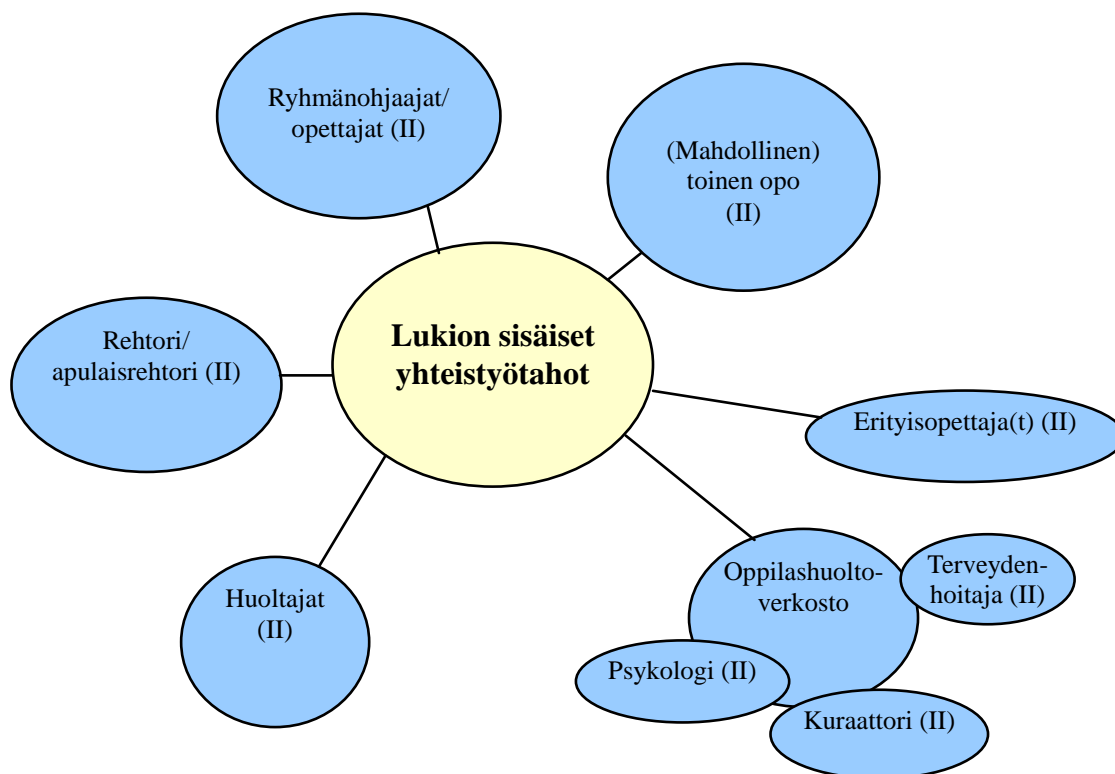 Ryhmänohjaajat/
opettajat (II)
(Mahdollinen)
toinen opo
(II)
Lukion sisäiset
yhteistyötahot
Rehtori/
apulaisrehtori (II)
Erityisopettaja(t) (II)
Huoltajat
(II)
Oppilashuolto-
verkosto
Terveyden-
hoitaja (II)
Psykologi (II)
Kuraattori (II)